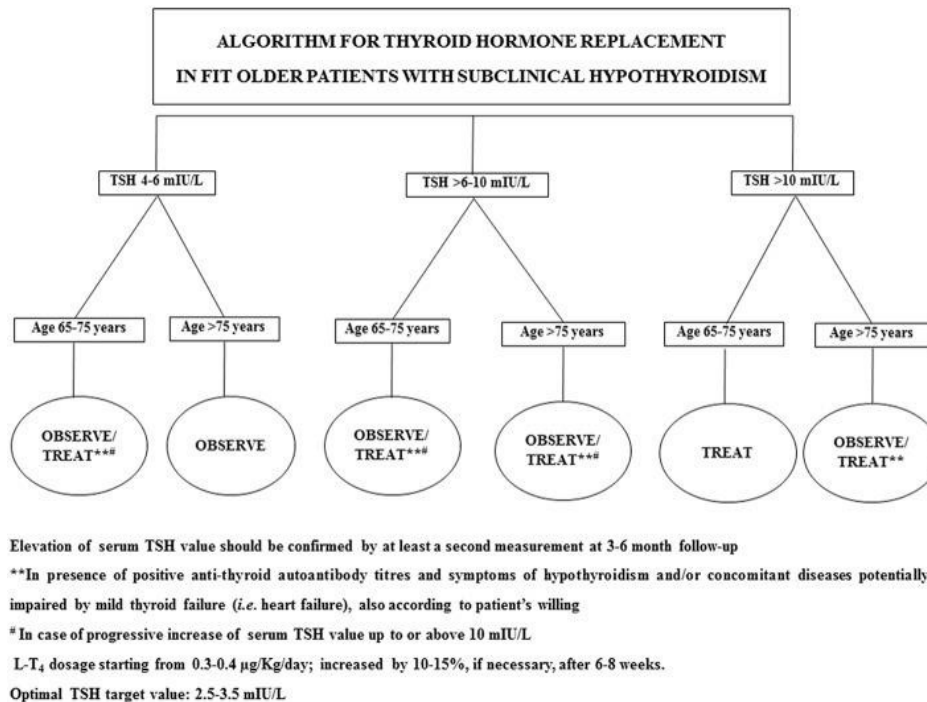 ALGORITHM FOR THYROID HORMONE REPLACEMENT
IN FIT OLDER PATIENTS WITH SUBCLINICAL HYPOTHYROIDISM
TSH 4-6 mIU/L
TSH >6-10 mIU/L
TSH >10 mIU/L
Age 65-75 years
Age >75 years
Age 65-75 years
Age >75 years
Age 65-75 years
Age >75 years
OBSERVE/
TREAT**#
OBSERVE
OBSERVE/
TREAT**#
OBSERVE/
TREAT**#
TREAT
OBSERVE/
TREAT**
Elevation of serum TSH value should be confirmed by at least a second measurement at 3-6 month follow-up
**In presence of positive anti-thyroid autoantibody titres and symptoms of hypothyroidism and/or concomitant diseases potentially
impaired by mild thyroid failure (i.e. heart failure), also according to patient's willing
# In case of progressive increase of serum TSH value up to or above 10 mIU/L
L-T4 dosage starting from 0.3-0.4 µg/Kg/day; increased by 10-15%, if necessary, after 6-8 weeks.
Optimal TSH target value: 2.5-3.5 mIU/L